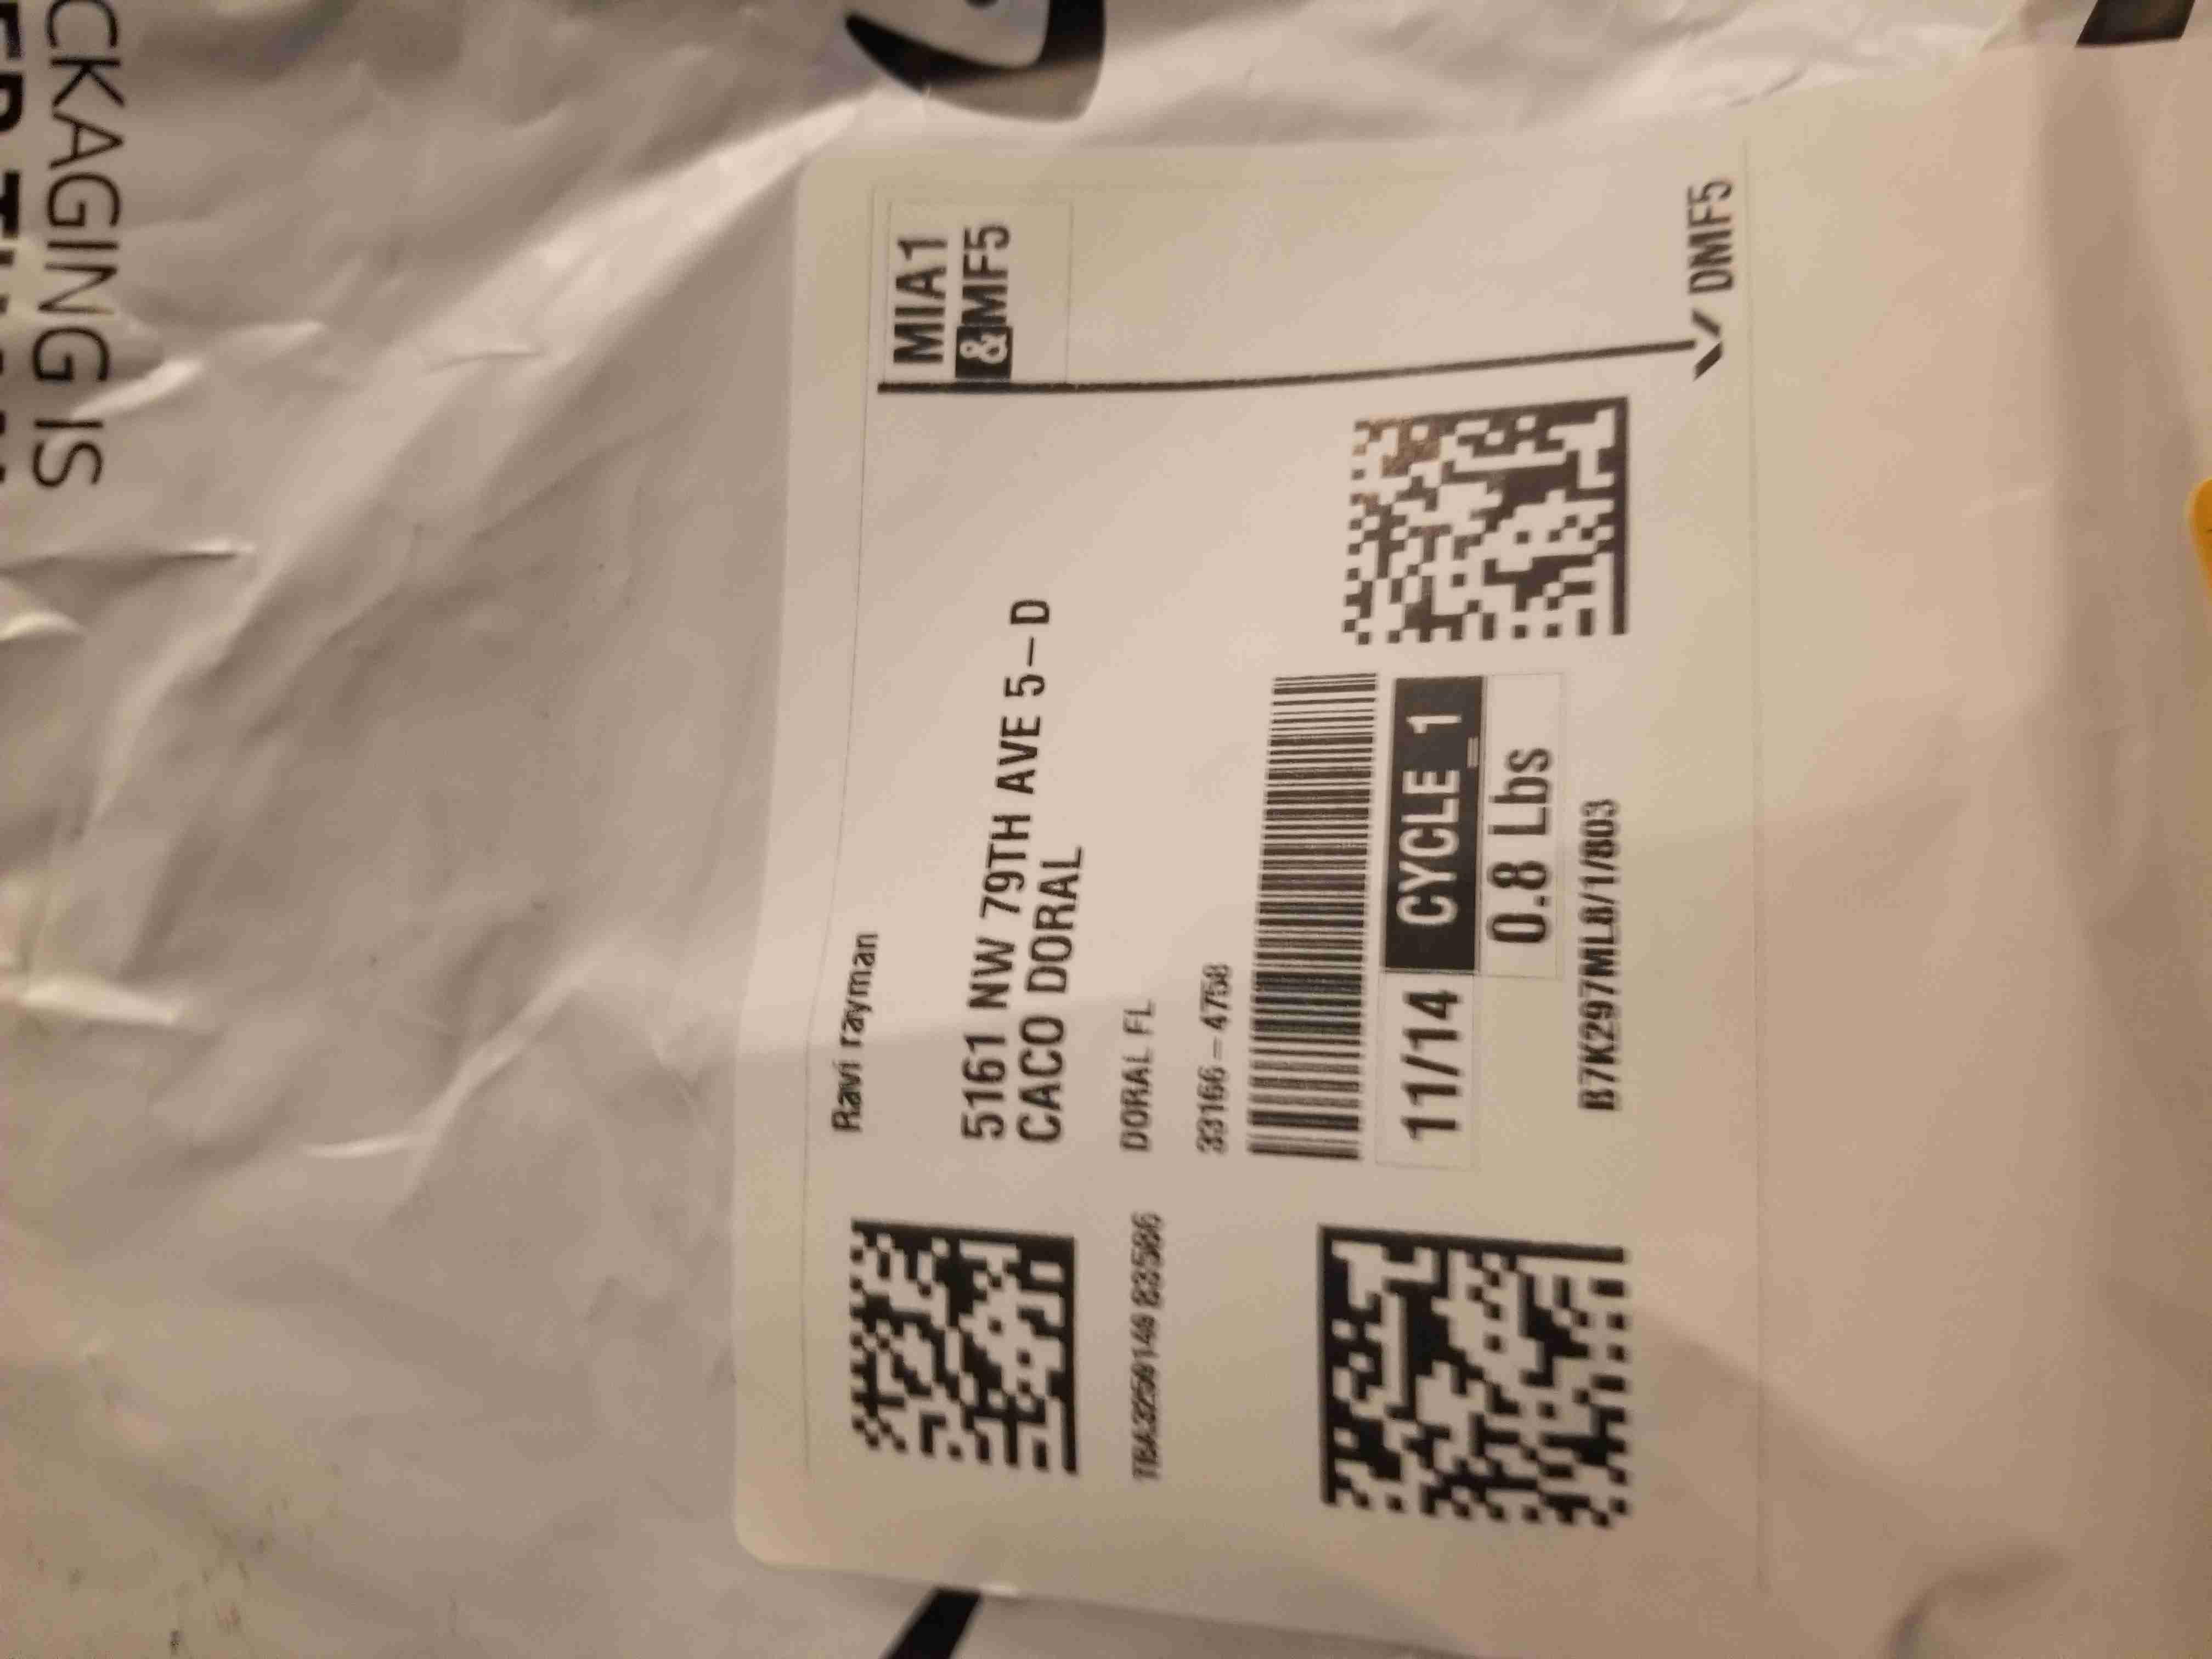 CKAGING IS
Ravi rayman
MIA1
&MF5
5161 NW 79TH AVE 5-D
CACO DORAL
DORAL FL
33166-4758
11/14 CYCLE 1
0.8 Lbs
B7K297ML8/1/803
DMF5